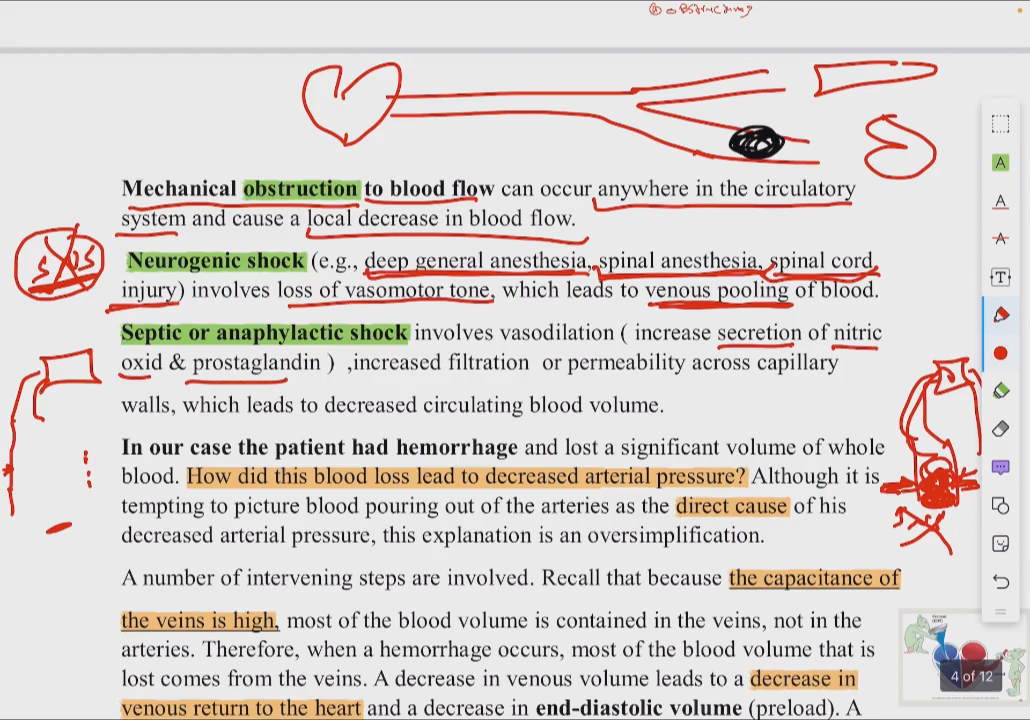 Mechanical obstruction to blood flow can occur anywhere in the circulatory
system and cause a local decrease in blood flow.
Neurogenic shock (e.g., deep general anesthesia, spinal anesthesia, spinal cord
injury) involves loss of vasomotor tone, which leads to venous pooling of blood.
Septic or anaphylactic shock involves vasodilation ( increase secretion of nitric
oxid & prostaglandin ) ,increased filtration or permeability across capillary
walls, which leads to decreased circulating blood volume.
In our case the patient had hemorrhage and lost a significant volume of whole
blood. How did this blood loss lead to decreased arterial pressure? Although it is
tempting to picture blood pouring out of the arteries as the direct cause of his
decreased arterial pressure, this explanation is an oversimplification.
A number of intervening steps are involved. Recall that because the capacitance of
the veins is high, most of the blood volume is contained in the veins, not in the
arteries. Therefore, when a hemorrhage occurs, most of the blood volume that is
lost comes from the veins. A decrease in venous volume leads to a decrease in
venous return to the heart and a decrease in end-diastolic volume (preload). A
A
A
A
T
4 of 12